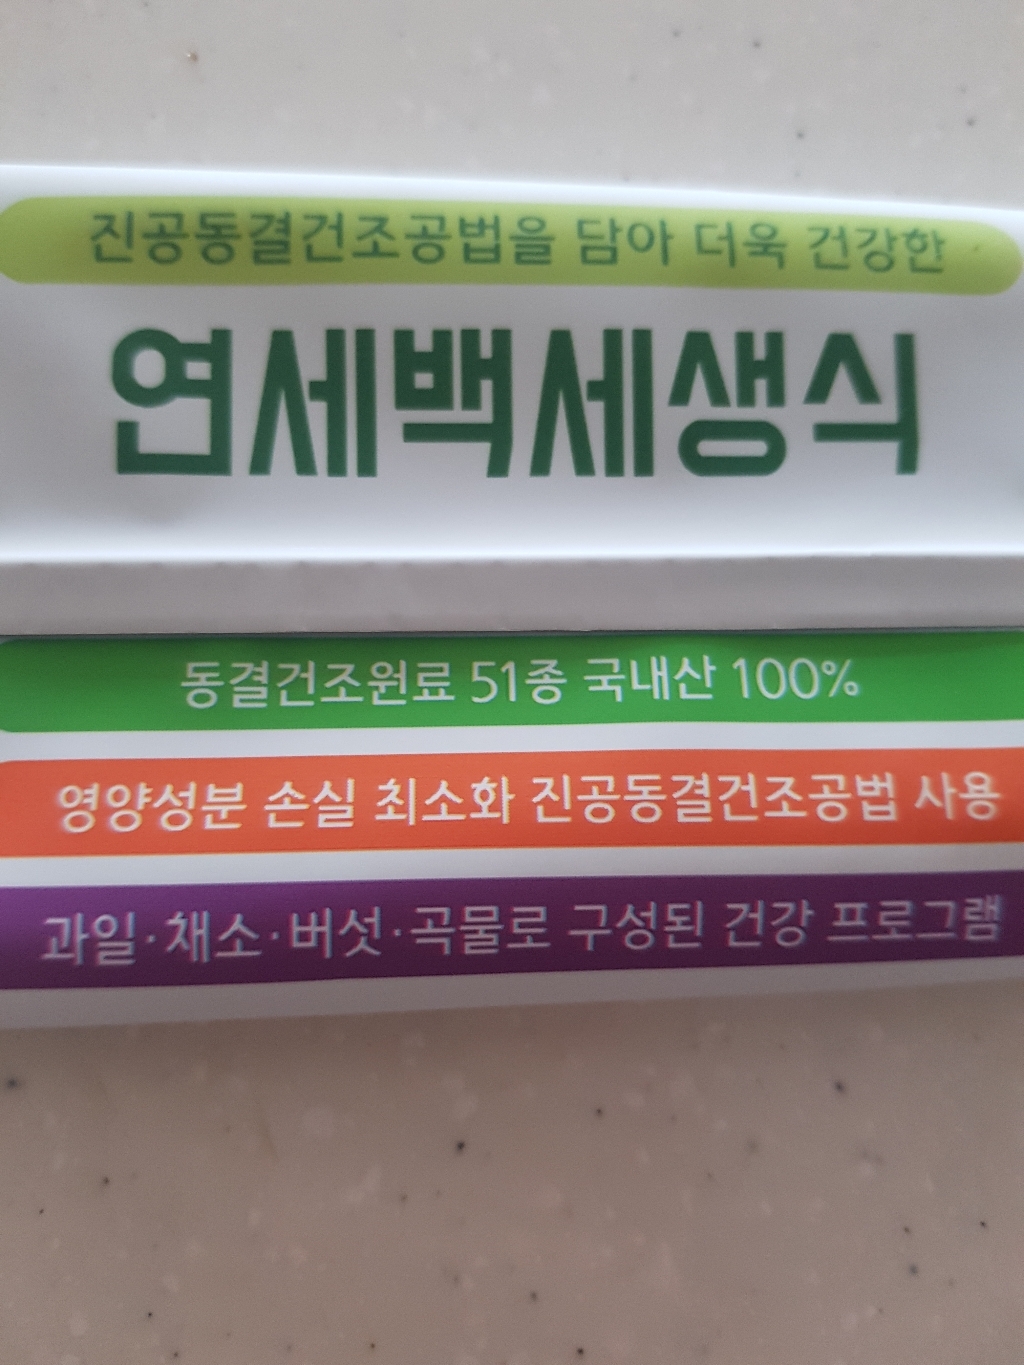 진공동결건조공법을 담아 더욱 건강한
연세백세생식
동결건조원료 51종 국내산 100%
영양성분 손실 최소화 진공동결건조공법 사용
과일·채소·버섯·곡물로 구성된 건강 프로그램